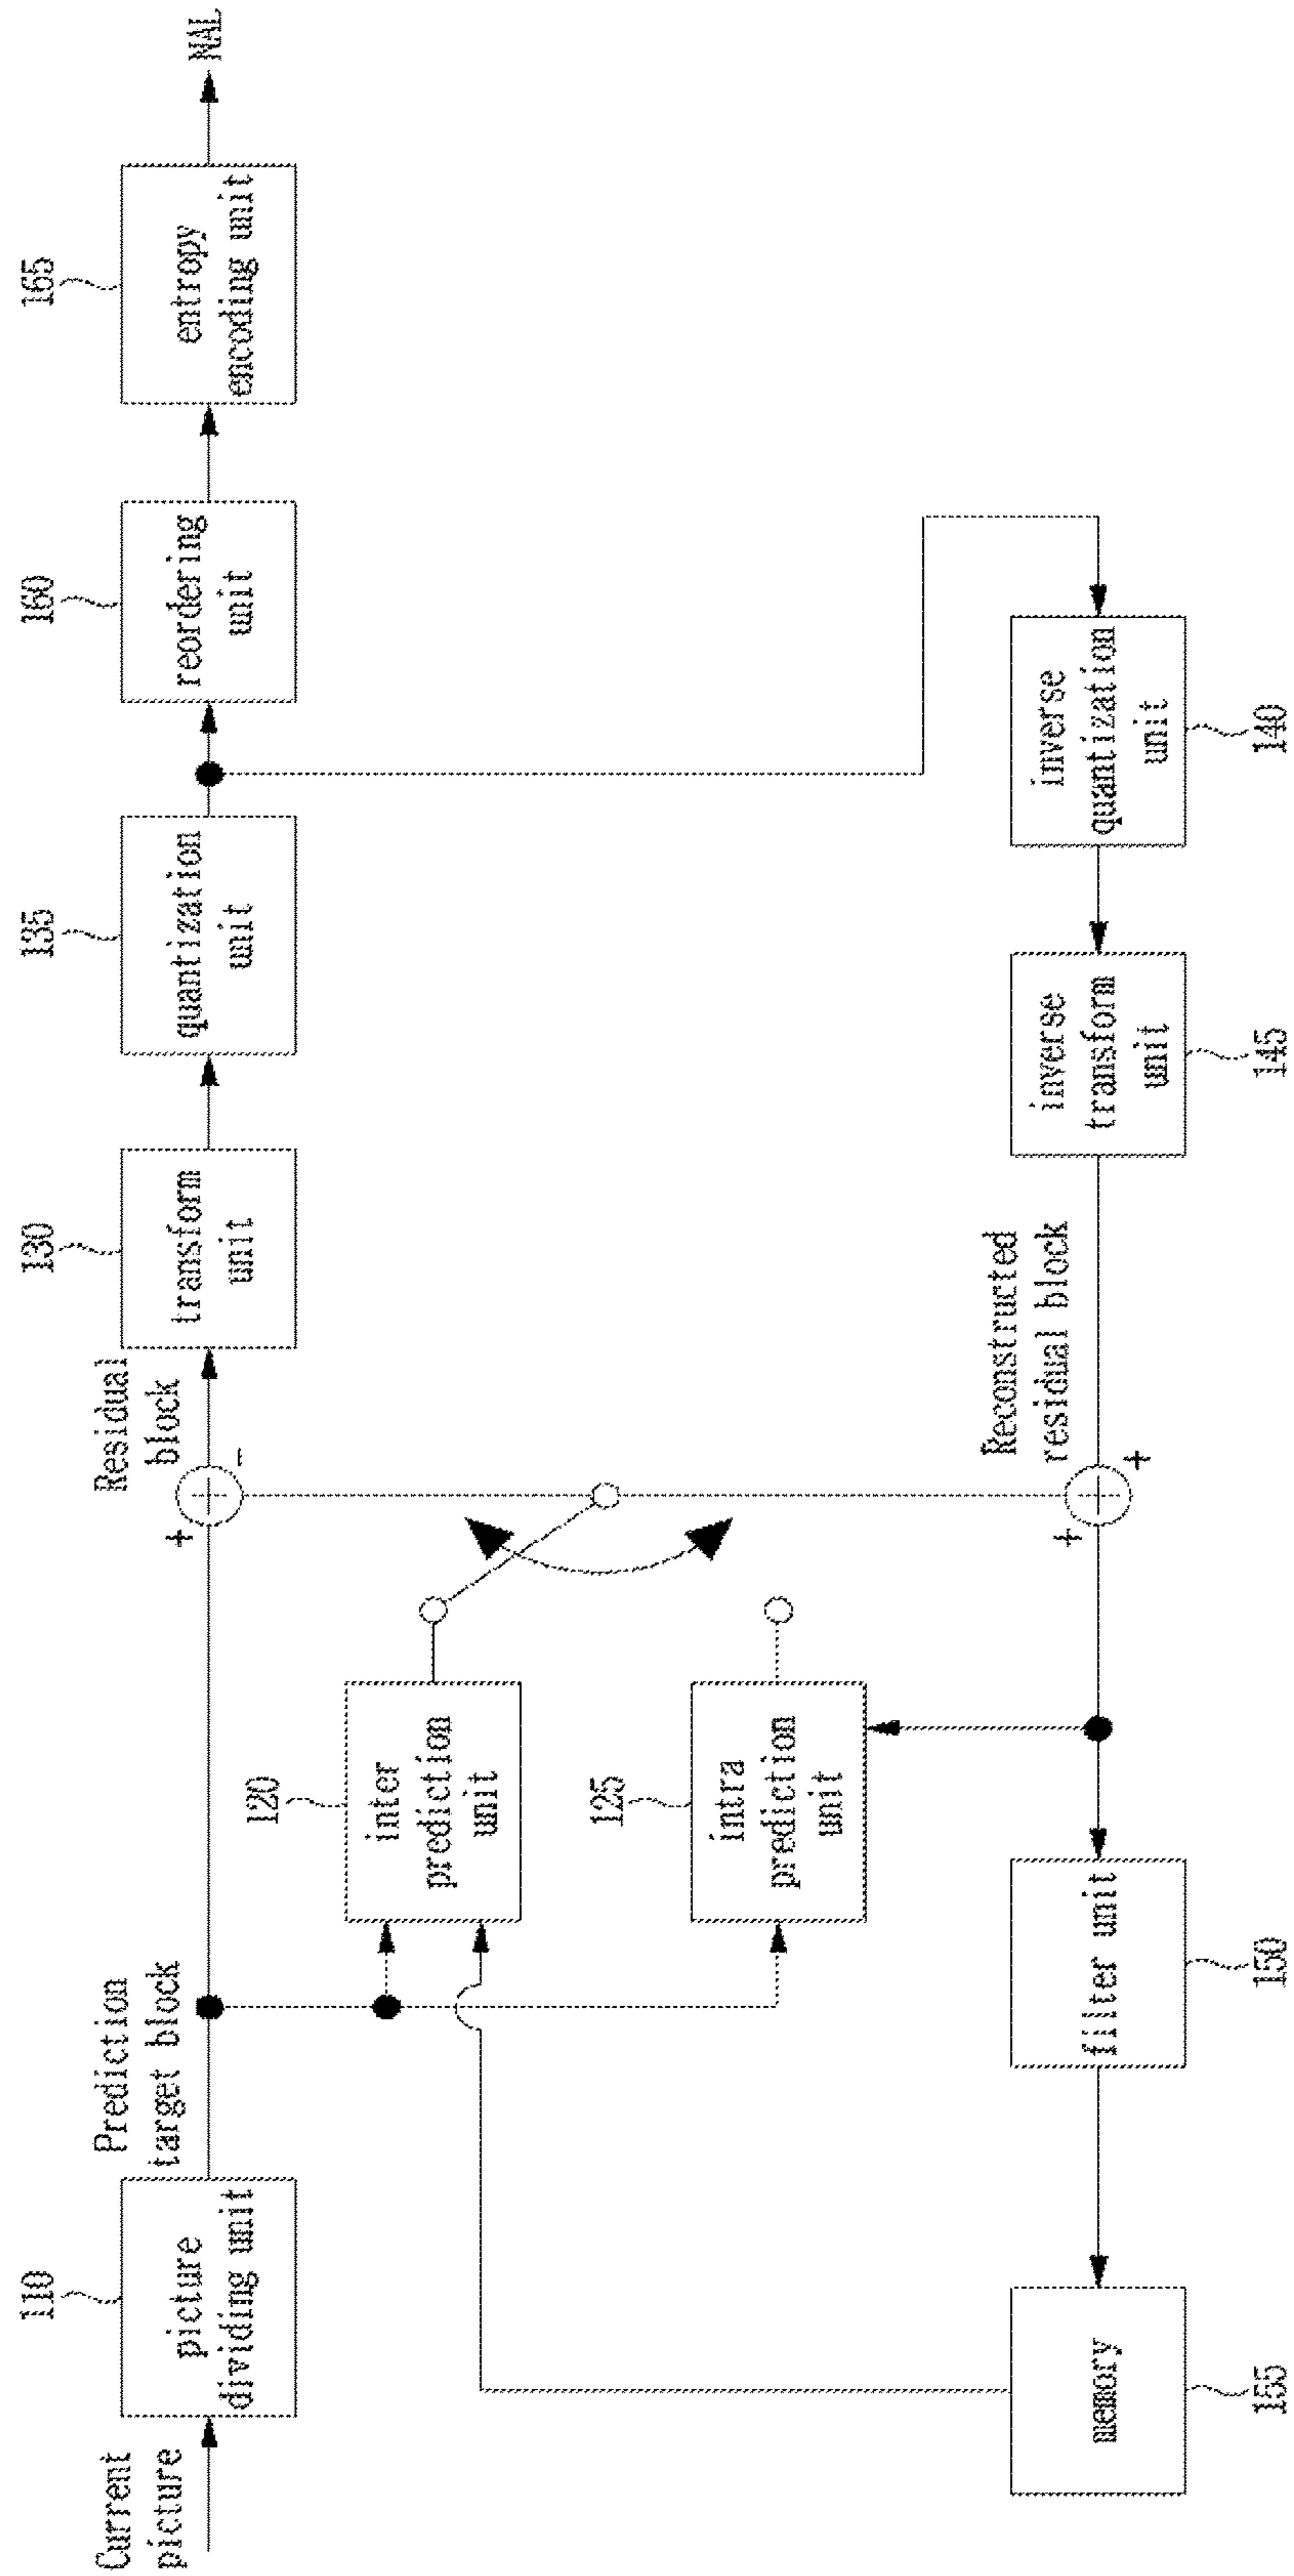 Current
picture
110
picture
dividing unit
Prediction
target block
120
inter
prediction
unit
125
intra
prediction
unit
+
-
Residual
block
130
transform
unit
135
quantization
unit
160
reordering
unit
165
entropy
encoding unit
NAL
inverse
quantization
unit
140
inverse
transform
unit
145
Reconstructed
residual block
+
+
filter unit
150
memory
155